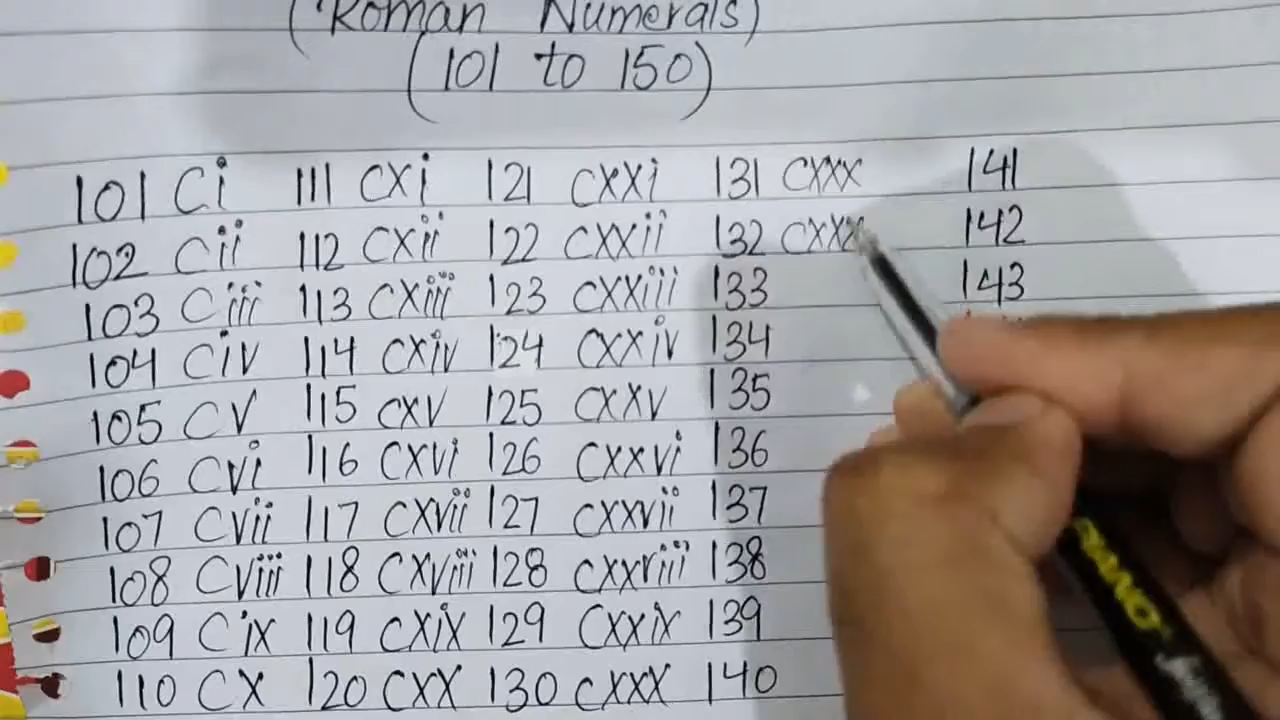 (Roman Numerals)
(101 to 150)
101 Ci 111 CXi 121 CXXi 131 CXXX 141
102 Cii 112 CXii 122 CXXii 132 CXXX 142
103 Ciii 113 CXiii 123 CXXiii 133 143
104 Civ 114 CXiv 124 CXXiv 134
105 CV 115 CXV 125 CXXV 135
106 CVi 116 CXVi 126 CXXVi 136
107 CVii 117 CXVii 127 CXXVii 137
108 CViii 118 CXViii 128 CXXViii 138
109 CiX 119 CXiX 129 CXXiX 139
110 CX 120 CXX 130 CXXX 140